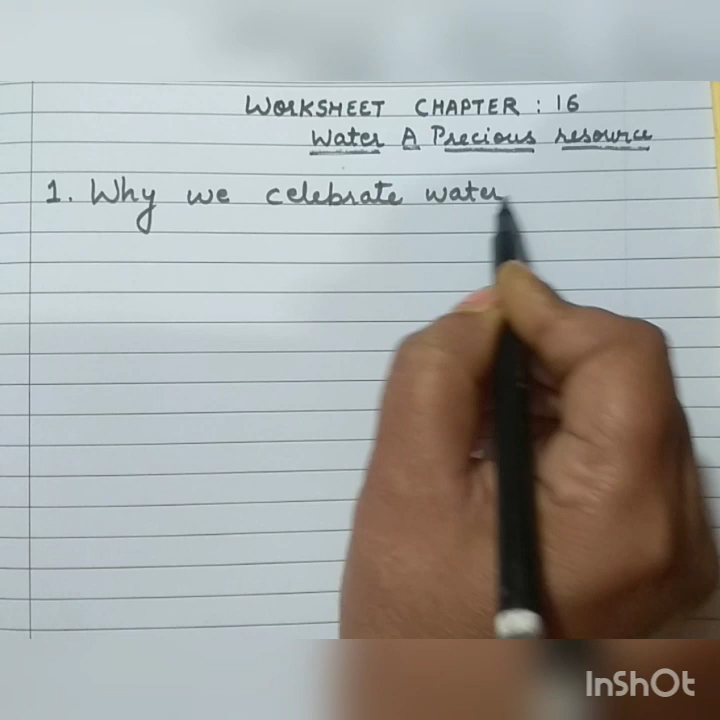 WORKSHEET CHAPTER : 16
Water A Precious resource
1. Why we celebrate water
InShOt